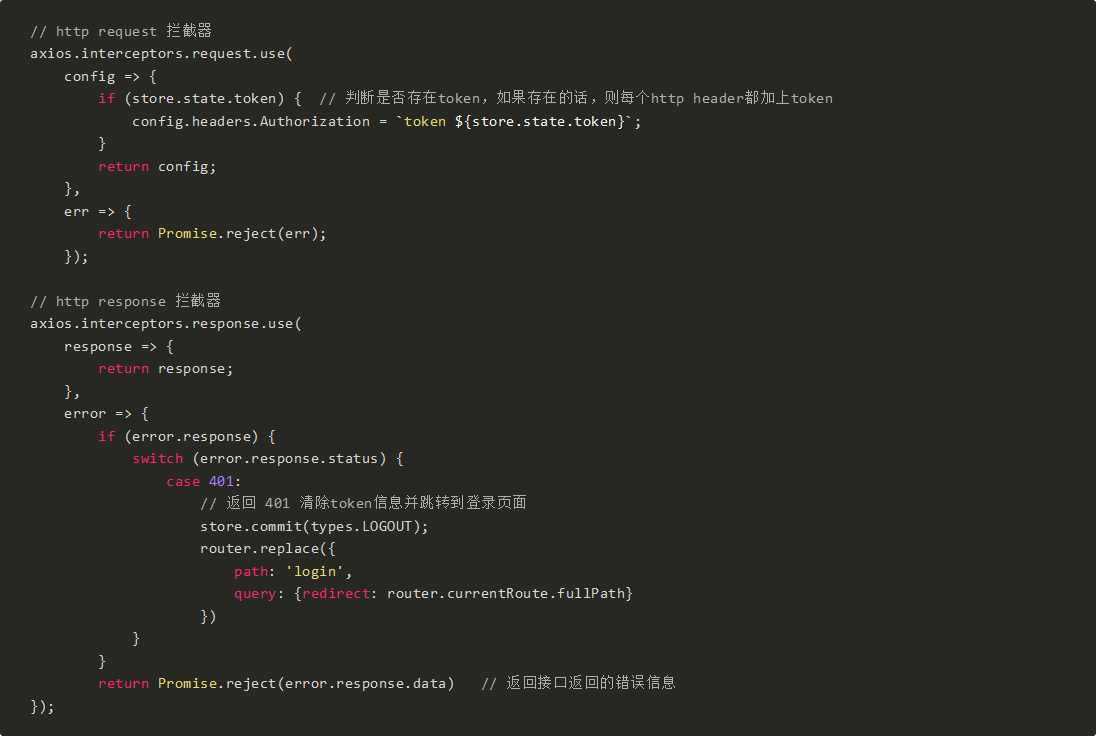 // http request 拦截器
axios.interceptors.request.use(
    config => {
        if (store.state.token) {  // 判断是否存在token，如果存在的话，则每个http header都加上token
            config.headers.Authorization = `token ${store.state.token}`;
        }
        return config;
    },
    err => {
        return Promise.reject(err);
    });

// http response 拦截器
axios.interceptors.response.use(
    response => {
        return response;
    },
    error => {
        if (error.response) {
            switch (error.response.status) {
                case 401:
                    // 返回 401 清除token信息并跳转到登录页面
                    store.commit(types.LOGOUT);
                    router.replace({
                        path: 'login',
                        query: {redirect: router.currentRoute.fullPath}
                    })
            }
        }
        return Promise.reject(error.response.data)   // 返回接口返回的错误信息
});